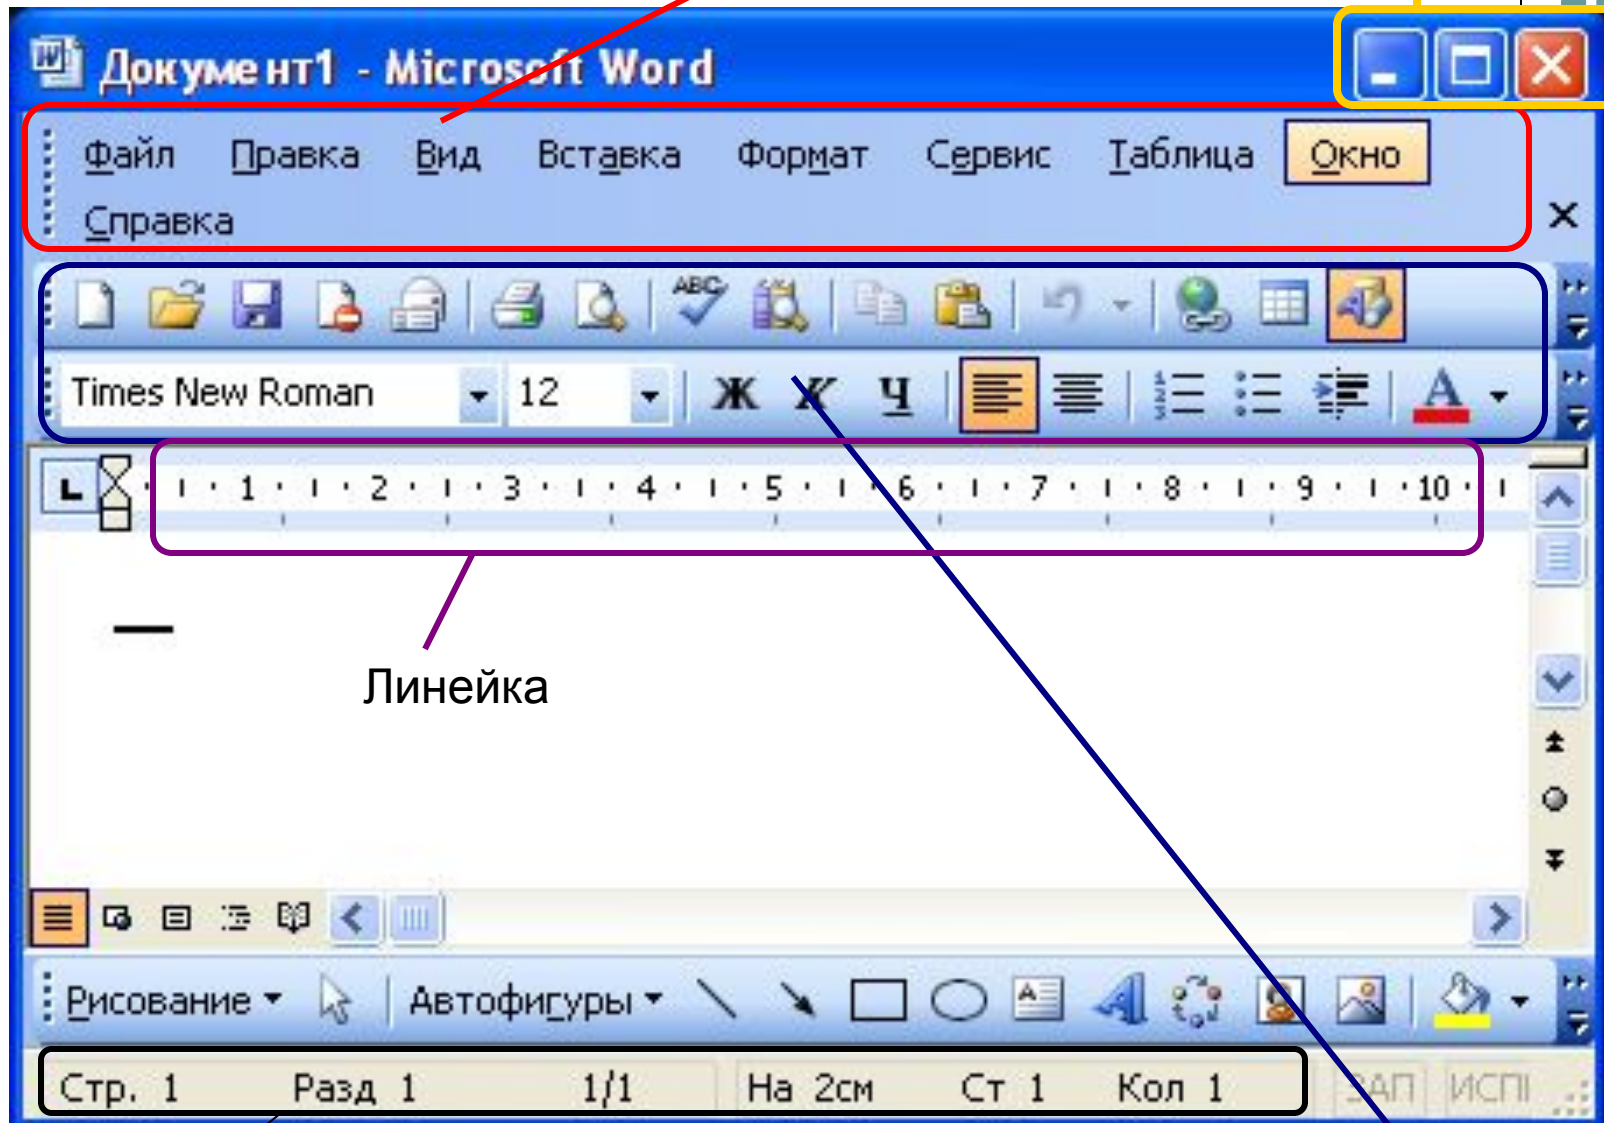 Документ1 - Microsoft Word
Файл Правка Вид Вставка Формат Сервис Таблица Окно
Справка
ABC
Times New Roman 12 Ж К Ч A
1 2 3 4 5 6 7 8 9 10
Линейка
Рисование Автофигуры A
Стр. 1 Разд 1 1/1 На 2см Ст 1 Кол 1 ЗАП